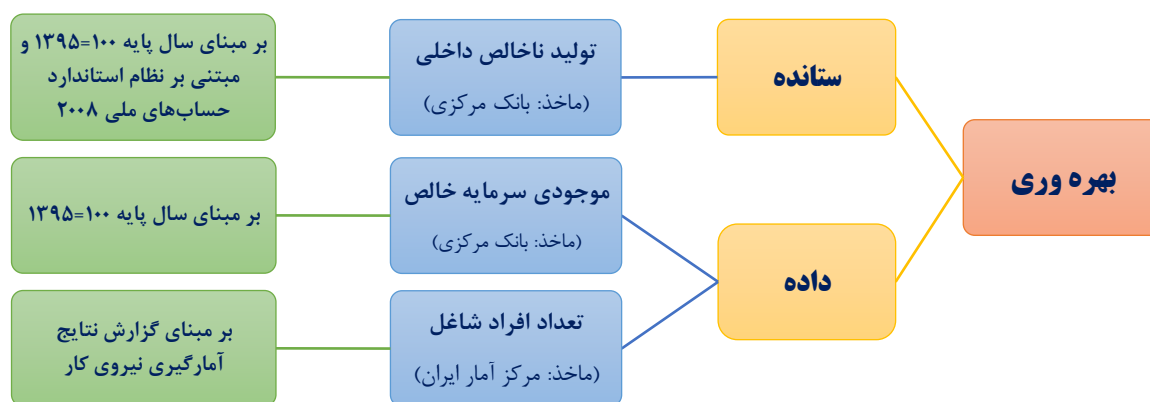 بهره وری
ستانده
تولید ناخالص داخلی
(ماخذ: بانک مرکزی)
بر مبنای سال پایه ۱۰۰=۱۳۹۵ و
مبتنی بر نظام استاندارد
حساب‌های ملی ۲۰۰۸
داده
موجودی سرمایه خالص
(ماخذ: بانک مرکزی)
بر مبنای سال پایه ۱۰۰=۱۳۹۵
تعداد افراد شاغل
(ماخذ: مرکز آمار ایران)
بر مبنای گزارش نتایج
آمارگیری نیروی کار